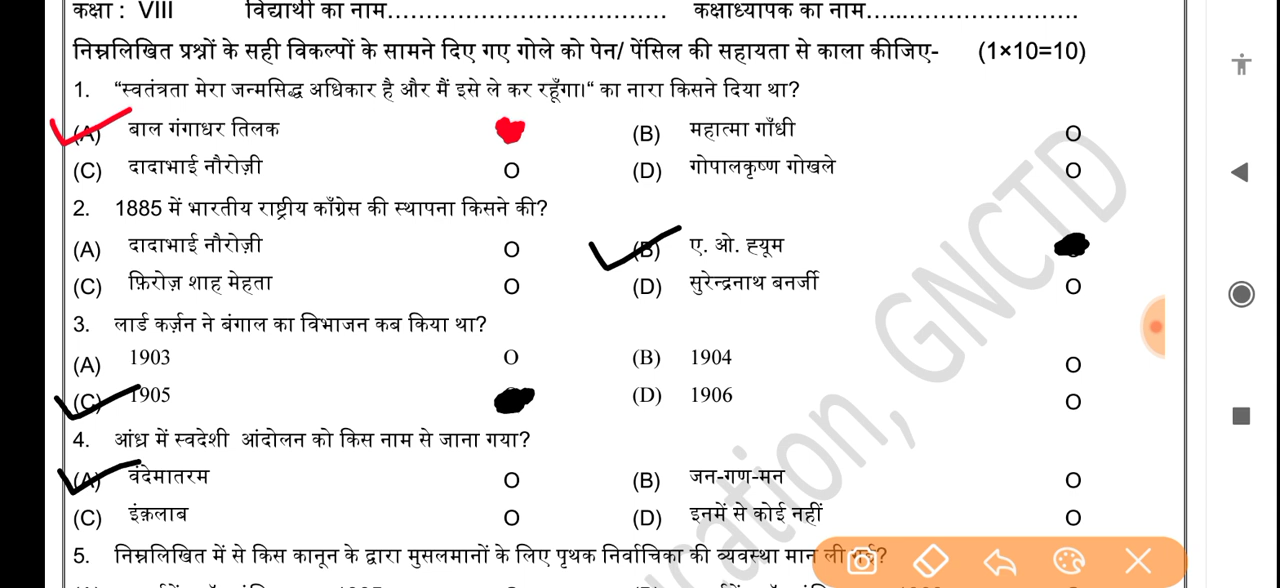 कक्षा : VIII विद्यार्थी का नाम.................................... कक्षाध्यापक का नाम............................
निम्नलिखित प्रश्नों के सही विकल्पों के सामने दिए गए गोले को पेन/ पेंसिल की सहायता से काला कीजिए- (1×10=10)
1. “स्वतंत्रता मेरा जन्मसिद्ध अधिकार है और मैं इसे ले कर रहूँगा।“ का नारा किसने दिया था?
(A) बाल गंगाधर तिलक (B) महात्मा गाँधी O
(C) दादाभाई नौरोज़ी O (D) गोपालकृष्ण गोखले O
2. 1885 में भारतीय राष्ट्रीय काँग्रेस की स्थापना किसने की?
(A) दादाभाई नौरोज़ी O (B) ए. ओ. ह्यूम
(C) फ़िरोज़ शाह मेहता O (D) सुरेन्द्रनाथ बनर्जी O
3. लार्ड कर्ज़न ने बंगाल का विभाजन कब किया था?
(A) 1903 O (B) 1904 O
(C) 1905 (D) 1906 O
4. आंध्र में स्वदेशी आंदोलन को किस नाम से जाना गया?
(A) वंदेमातरम O (B) जन-गण-मन O
(C) इंक़लाब O (D) इनमें से कोई नहीं O
5. निम्नलिखित में से किस कानून के द्वारा मुसलमानों के लिए पृथक निर्वाचिका की व्यवस्था मान ली गई?
cation, GNCTD